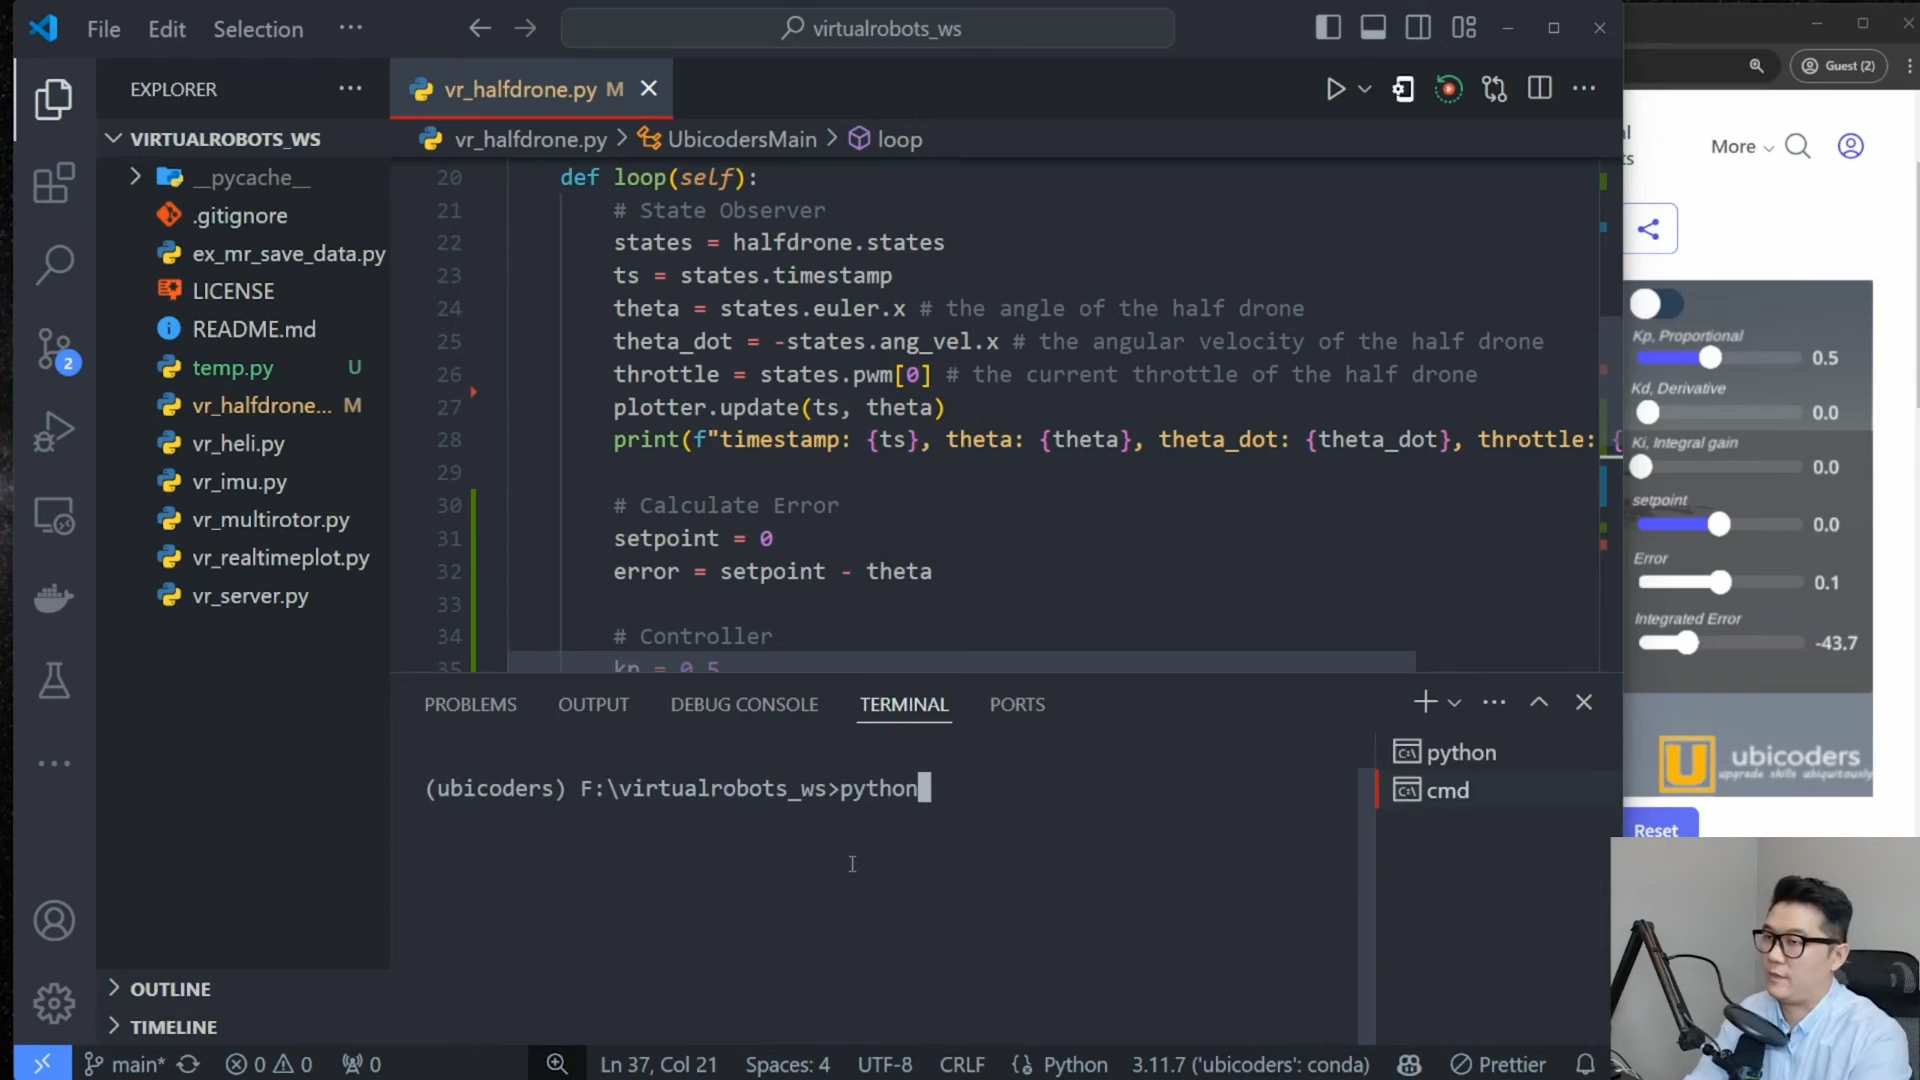 File Edit Selection ···
virtualrobots_ws
EXPLORER
VIRTUALROBOTS_WS
__pycache__
.gitignore
ex_mr_save_data.py
LICENSE
README.md
temp.py U
vr_halfdrone... M
vr_heli.py
vr_imu.py
vr_multirotor.py
vr_realtimeplot.py
vr_server.py
OUTLINE
TIMELINE
2
vr_halfdrone.py M
vr_halfdrone.py > UbicodersMain > loop
20 def loop(self):
21 # State Observer
22 states = halfdrone.states
23 ts = states.timestamp
24 theta = states.euler.x # the angle of the half drone
25 theta_dot = -states.ang_vel.x # the angular velocity of the half drone
26 throttle = states.pwm[0] # the current throttle of the half drone
27 plotter.update(ts, theta)
28 print(f"timestamp: {ts}, theta: {theta}, theta_dot: {theta_dot}, throttle: {
29
30 # Calculate Error
31 setpoint = 0
32 error = setpoint - theta
33
34 # Controller
35 kp = 0.5
PROBLEMS OUTPUT DEBUG CONSOLE TERMINAL PORTS
(ubicoders) F:\virtualrobots_ws>python
python
cmd
main* 0 0 0
Ln 37, Col 21 Spaces: 4 UTF-8 CRLF Python 3.11.7 ('ubicoders': conda) Prettier
Guest (2)
More
Kp, Proportional
0.5
Kd, Derivative
0.0
Ki, Integral gain
0.0
setpoint
0.0
Error
0.1
Integrated Error
-43.7
U ubicoders
upgrade skills ubiquitously
Reset